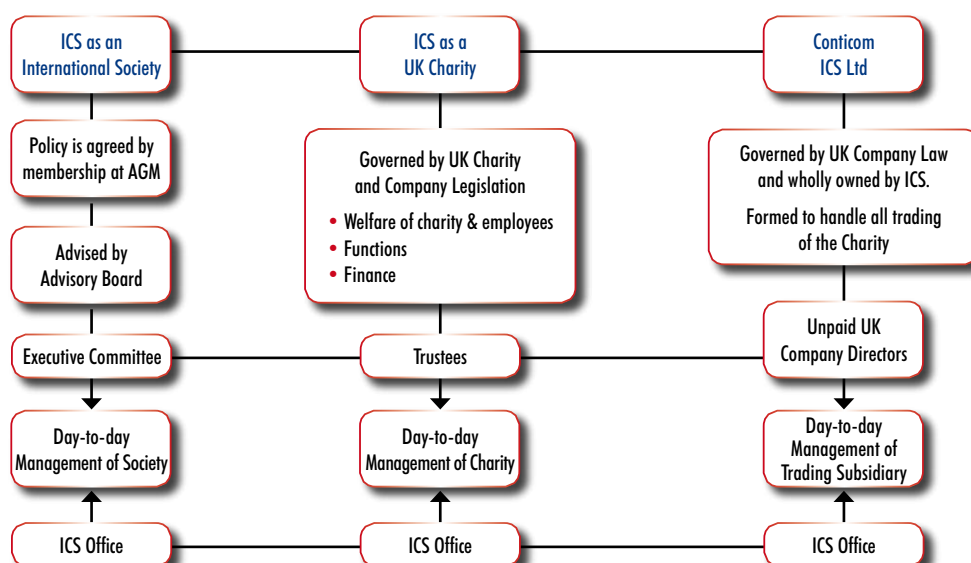 ICS as an
International Society
ICS as a
UK Charity
Conticom
ICS Ltd
Policy is agreed by
membership at AGM
Governed by UK Charity
and Company Legislation
• Welfare of charity & employees
• Functions
• Finance
Governed by UK Company Law
and wholly owned by ICS.
Formed to handle all trading
of the Charity
Advised by
Advisory Board
Executive Committee
Trustees
Unpaid UK
Company Directors
Day-to-day
Management of Society
Day-to-day
Management of Charity
Day-to-day
Management of
Trading Subsidiary
ICS Office
ICS Office
ICS Office